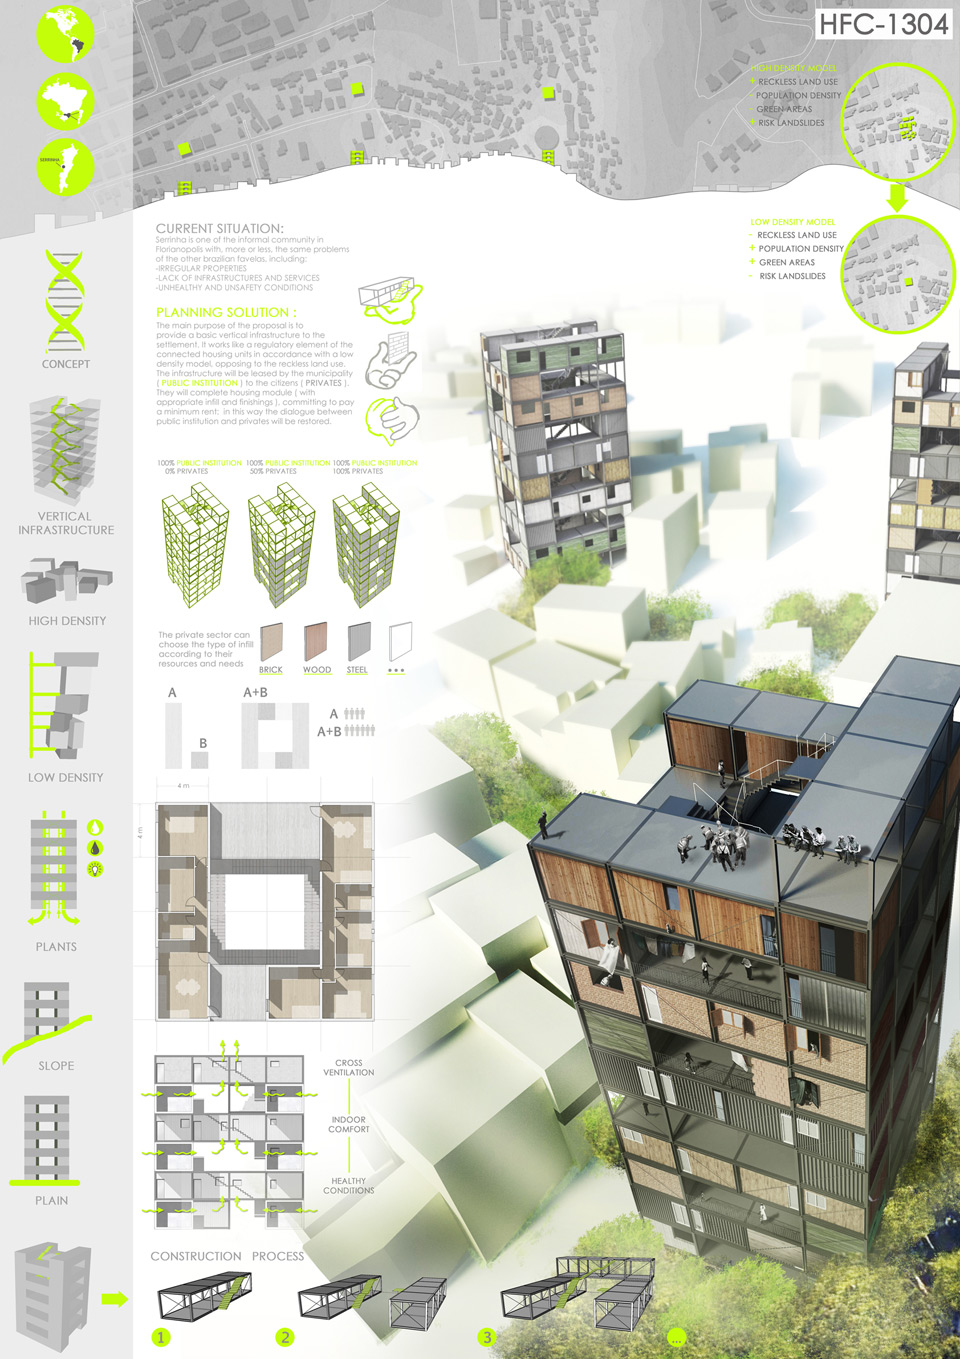 HFC-1304
HIGH DENSITY MODEL
+ RECKLESS LAND USE
POPULATION DENSITY
- GREEN AREAS
+ RISK LANDSLIDES
SERRINHA
LOW DENSITY MODEL
- RECKLESS LAND USE
+ POPULATION DENSITY
+ GREEN AREAS
- RISK LANDSLIDES
CURRENT SITUATION:
Serrinha is one of the informal community in
Florianopolis with, more or less, the same problems
of the other brazilian favelas, including:
-IRREGULAR PROPERTIES
-LACK OF INFRASTRUCTURES AND SERVICES
-UNHEALTHY AND UNSAFETY CONDITIONS
PLANNING SOLUTION :
The main purpose of the proposal is to
provide a basic vertical infrastructure to the
settlement. It works like a regulatory element of the
connected housing units in accordance with a low
density model, opposing to the reckless land use.
The infrastructure will be leased by the municipality
( PUBLIC INSTITUTION ) to the citizens ( PRIVATES ).
They will complete housing module ( with
appropriate infill and finishings ), committing to pay
a minimum rent: in this way the dialogue between
public institution and privates will be restored.
100% PUBLIC INSTITUTION
0% PRIVATES
100% PUBLIC INSTITUTION
50% PRIVATES
100% PUBLIC INSTITUTION
100% PRIVATES
The private sector can
choose the type of infill
according to their
resources and needs
BRICK
WOOD
STEEL
•••
A
B
A+B
A
A+B
4 m
4 m
CROSS
VENTILATION
INDOOR
COMFORT
HEALTHY
CONDITIONS
CONSTRUCTION PROCESS
1
2
3
...
CONCEPT
VERTICAL
INFRASTRUCTURE
HIGH DENSITY
LOW DENSITY
PLANTS
SLOPE
PLAIN